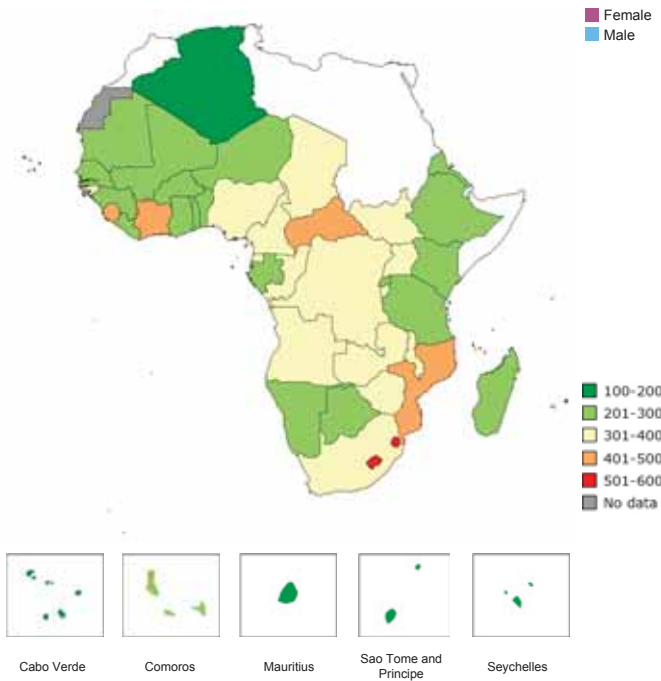 Female
Male
100-200
201-300
301-400
401-500
501-600
No data
Cabo Verde
Comoros
Mauritius
Sao Tome and
Principe
Seychelles